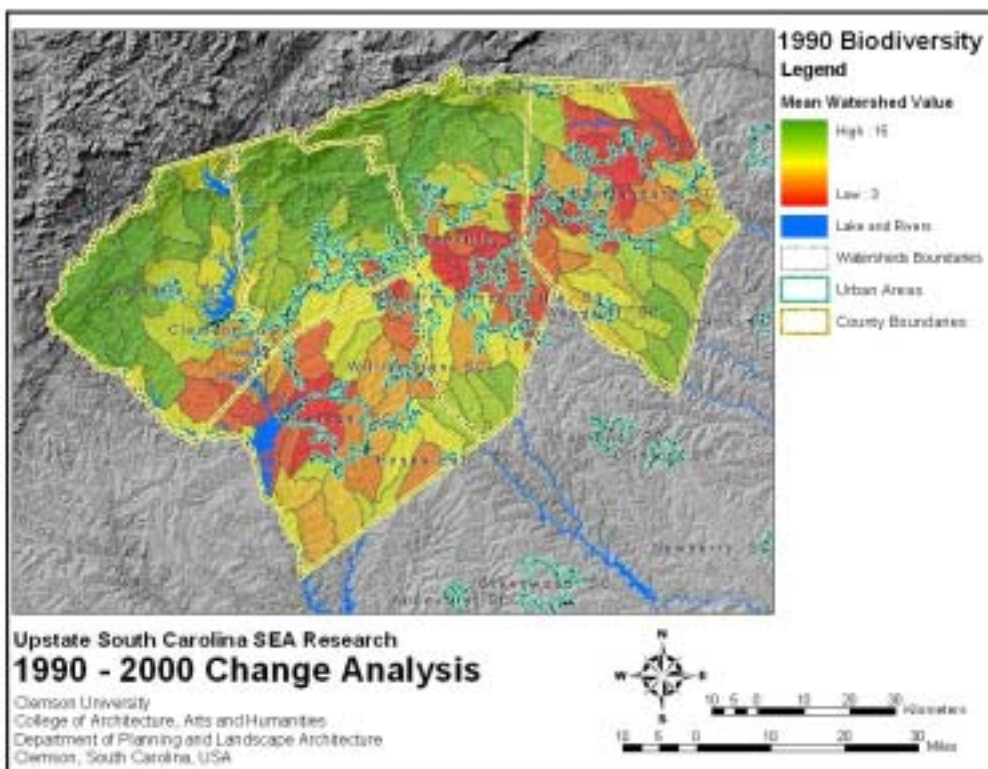 1990 Biodiversity
Legend
Mean Watershed Value
High : 15
Low : 3
Lake and Rivers
Watersheds Boundaries
Urban Areas
County Boundaries
Clemson
Newberry
Upstate South Carolina SEA Research
1990 - 2000 Change Analysis
Clemson University
College of Architecture, Arts and Humanities
Department of Planning and Landscape Architecture
Clemson, South Carolina, USA
N
W
E
S
10 5 0 10 20 30
Kilometers
10 5 0 10 20 30
Miles